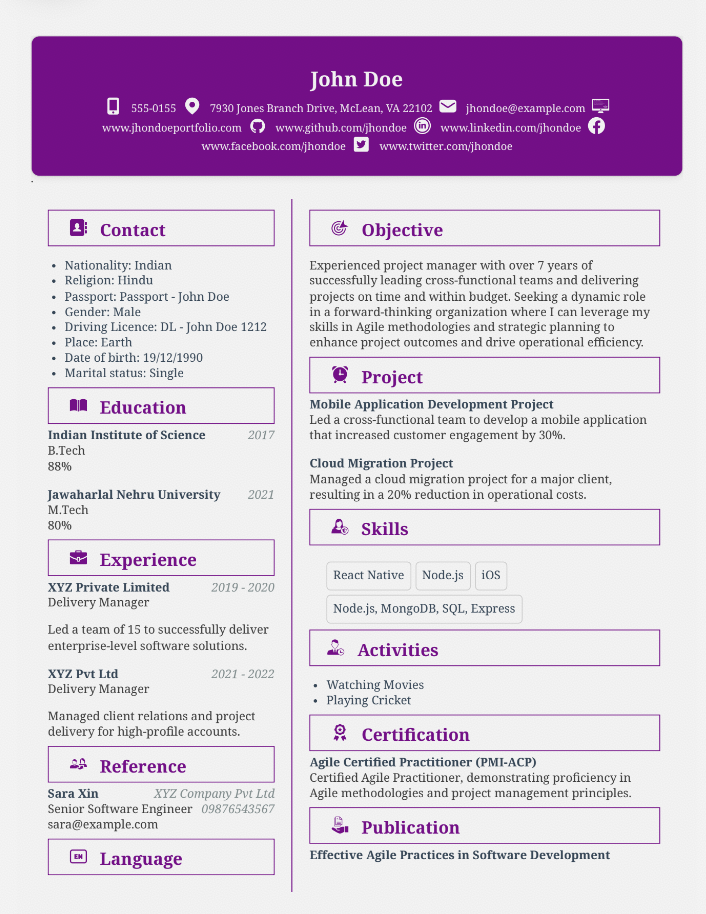 John Doe
555-0155 7930 Jones Branch Drive, McLean, VA 22102 jhondoe@example.com
www.jhondoeportfolio.com www.github.com/jhondoe www.linkedin.com/jhondoe
www.facebook.com/jhondoe www.twitter.com/jhondoe
.
Contact
• Nationality: Indian
• Religion: Hindu
• Passport: Passport - John Doe
• Gender: Male
• Driving Licence: DL - John Doe 1212
• Place: Earth
• Date of birth: 19/12/1990
• Marital status: Single
Education
Indian Institute of Science 2017
B.Tech
88%
Jawaharlal Nehru University 2021
M.Tech
80%
Experience
XYZ Private Limited 2019 - 2020
Delivery Manager
Led a team of 15 to successfully deliver
enterprise-level software solutions.
XYZ Pvt Ltd 2021 - 2022
Delivery Manager
Managed client relations and project
delivery for high-profile accounts.
Reference
Sara Xin XYZ Company Pvt Ltd
Senior Software Engineer 09876543567
sara@example.com
EN Language
Objective
Experienced project manager with over 7 years of
successfully leading cross-functional teams and delivering
projects on time and within budget. Seeking a dynamic role
in a forward-thinking organization where I can leverage my
skills in Agile methodologies and strategic planning to
enhance project outcomes and drive operational efficiency.
Project
Mobile Application Development Project
Led a cross-functional team to develop a mobile application
that increased customer engagement by 30%.
Cloud Migration Project
Managed a cloud migration project for a major client,
resulting in a 20% reduction in operational costs.
Skills
React Native Node.js iOS
Node.js, MongoDB, SQL, Express
Activities
• Watching Movies
• Playing Cricket
Certification
Agile Certified Practitioner (PMI-ACP)
Certified Agile Practitioner, demonstrating proficiency in
Agile methodologies and project management principles.
Publication
Effective Agile Practices in Software Development